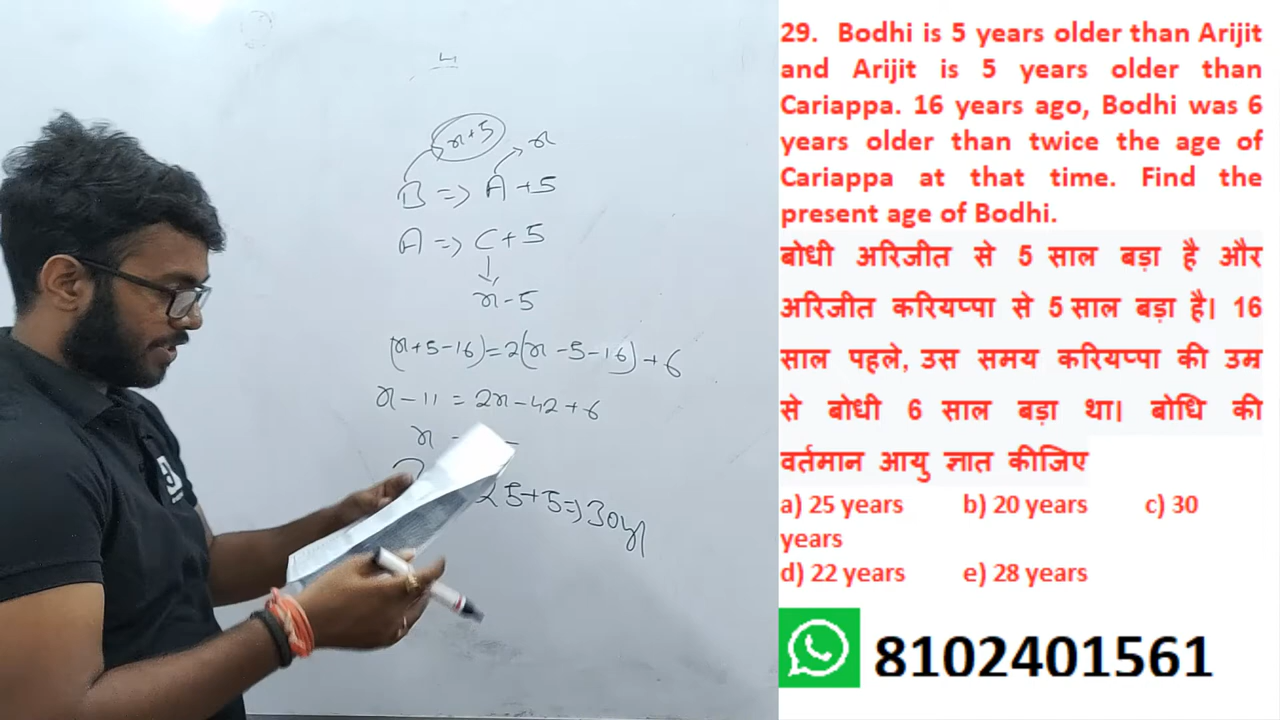 x+5
x
B => A+5
A => C+5
x-5
(x+5-16)=2(x-5-16)+6
x-11 = 2x-42+6
x
25+5=>30yr
29. Bodhi is 5 years older than Arijit
and Arijit is 5 years older than
Cariappa. 16 years ago, Bodhi was 6
years older than twice the age of
Cariappa at that time. Find the
present age of Bodhi.
बोधी अरिजीत से 5 साल बड़ा है और
अरिजीत करियप्पा से 5 साल बड़ा है। 16
साल पहले, उस समय करियप्पा की उम्र
से बोधी 6 साल बड़ा था। बोधि की
वर्तमान आयु ज्ञात कीजिए
a) 25 years b) 20 years c) 30
years
d) 22 years e) 28 years
8102401561